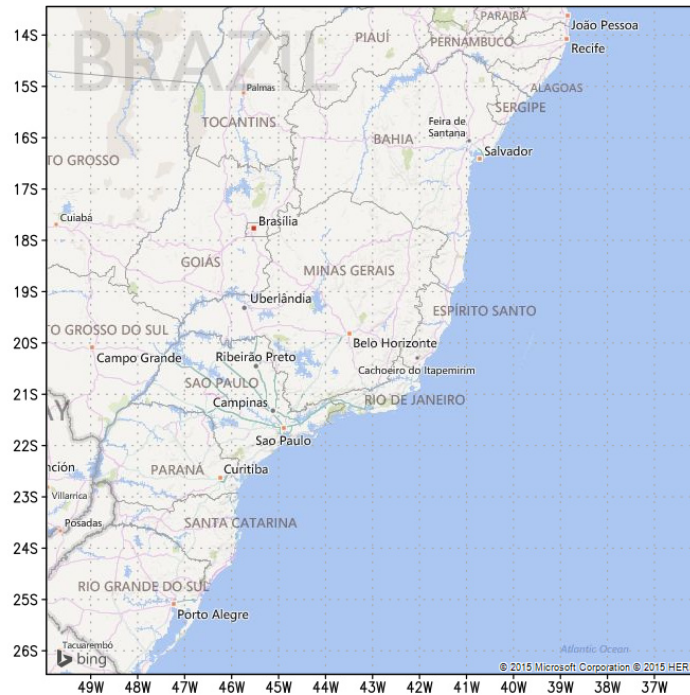 BRAZIL
PARAÍBA
João Pessoa
PIAUÍ
PERNAMBUCO
Recife
15S
Palmas
ALAGOAS
SERGIPE
TOCANTINS
Feira de
Santana
BAHIA
16S
Salvador
TO GROSSO
17S
Cuiabá
Brasília
18S
GOIÁS
MINAS GERAIS
19S
Uberlândia
ESPÍRITO SANTO
TO GROSSO DO SUL
20S
Belo Horizonte
Campo Grande
Ribeirão Preto
Cachoeiro do Itapemirim
SAO PAULO
21S
Campinas
RIO DE JANEIRO
AY
22S
Sao Paulo
nción
PARANÁ
Curitiba
23S
Villarrica
Posadas
SANTA CATARINA
24S
RIO GRANDE DO SUL
25S
Porto Alegre
Tacuarembó
26S
bing
Atlantic Ocean
© 2015 Microsoft Corporation © 2015 HER
49W 48W 47W 46W 45W 44W 43W 42W 41W 40W 39W 38W 37W